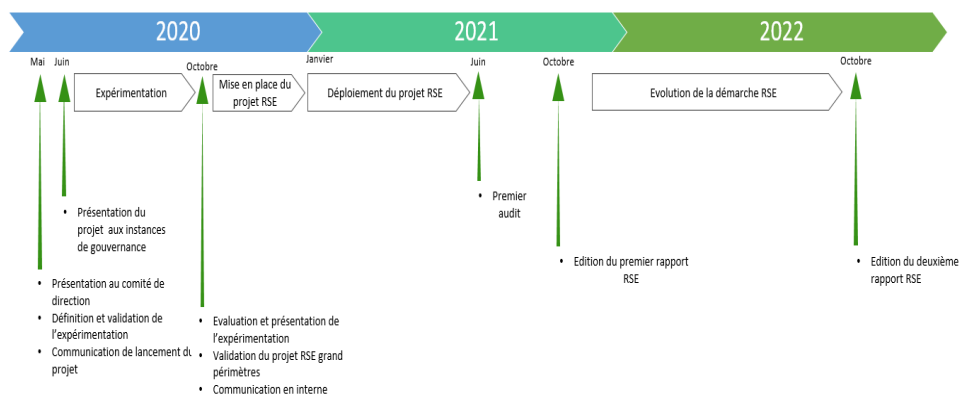 2020
2021
2022
Mai
Juin
Octobre
Janvier
Juin
Octobre
Octobre
Expérimentation
Mise en place du
projet RSE
Déploiement du projet RSE
Evolution de la démarche RSE
• Présentation du
projet aux instances
de gouvernance
• Premier
audit
• Présentation au comité de
direction
• Définition et validation de
l'expérimentation
• Communication de lancement du
projet
• Evaluation et présentation de
l'expérimentation
• Validation du projet RSE grand
périmètres
• Communication en interne
• Edition du premier rapport
RSE
• Edition du deuxième
rapport RSE